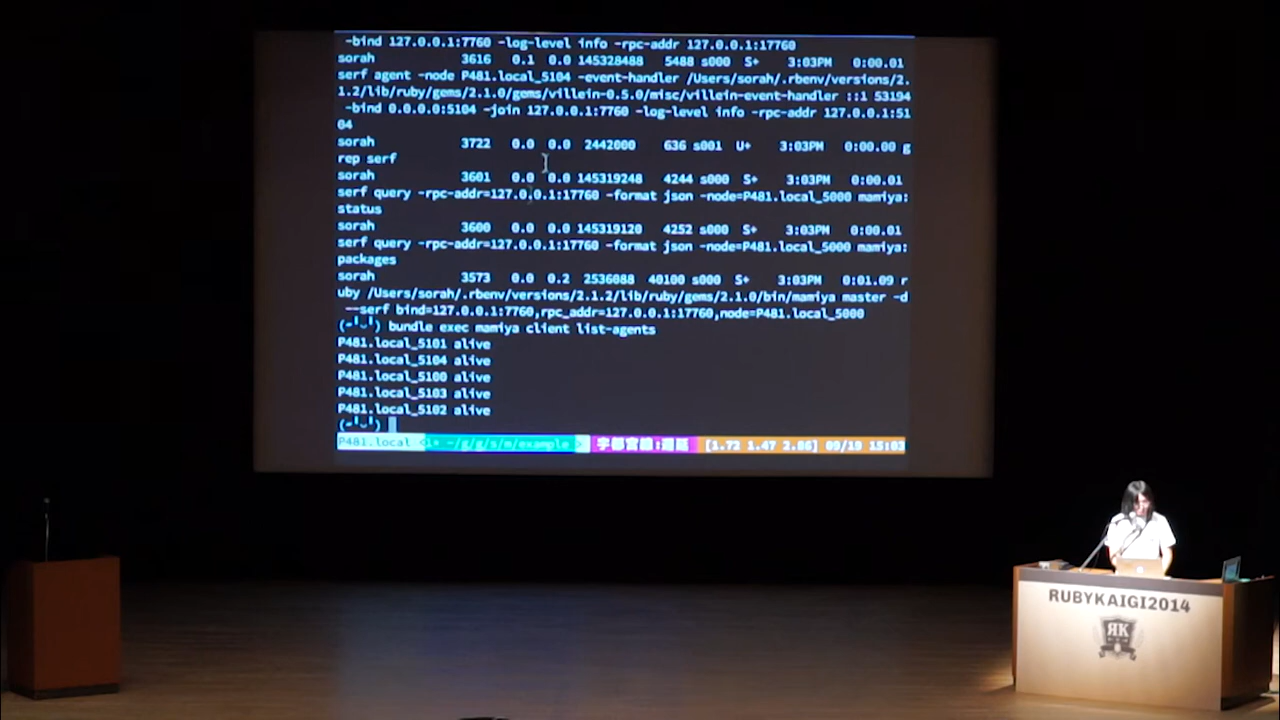 -bind 127.0.0.1:7760 -log-level info -rpc-addr 127.0.0.1:17760
sorah 3616 0.1 0.0 145328488 5488 s000 S+ 3:03PM 0:00.01
serf agent -node P481.local_5104 -event-handler /Users/sorah/.rbenv/versions/2.
1.2/lib/ruby/gems/2.1.0/gems/villein-0.5.0/misc/villein-event-handler ::1 53194
-bind 0.0.0.0:5104 -join 127.0.0.1:7760 -log-level info -rpc-addr 127.0.0.1:51
04
sorah 3722 0.0 0.0 2442000 636 s001 U+ 3:03PM 0:00.00 g
rep serf
sorah 3601 0.0 0.0 145319248 4244 s000 S+ 3:03PM 0:00.01
serf query -rpc-addr=127.0.0.1:17760 -format json -node=P481.local_5000 mamiya:
status
sorah 3600 0.0 0.0 145319120 4252 s000 S+ 3:03PM 0:00.01
serf query -rpc-addr=127.0.0.1:17760 -format json -node=P481.local_5000 mamiya:
packages
sorah 3573 0.0 0.2 2536088 40100 s000 S+ 3:03PM 0:01.09 r
uby /Users/sorah/.rbenv/versions/2.1.2/lib/ruby/gems/2.1.0/bin/mamiya master -d
--serf bind=127.0.0.1:7760,rpc_addr=127.0.0.1:17760,node=P481.local_5000
bundle exec mamiya client list-agents
P481.local_5101 alive
P481.local_5104 alive
P481.local_5100 alive
P481.local_5103 alive
P481.local_5102 alive
P481.local ~/g/g/s/m/example [1.72 1.47 2.86] 09/19 15:03
RUBYKAIGI2014
RK